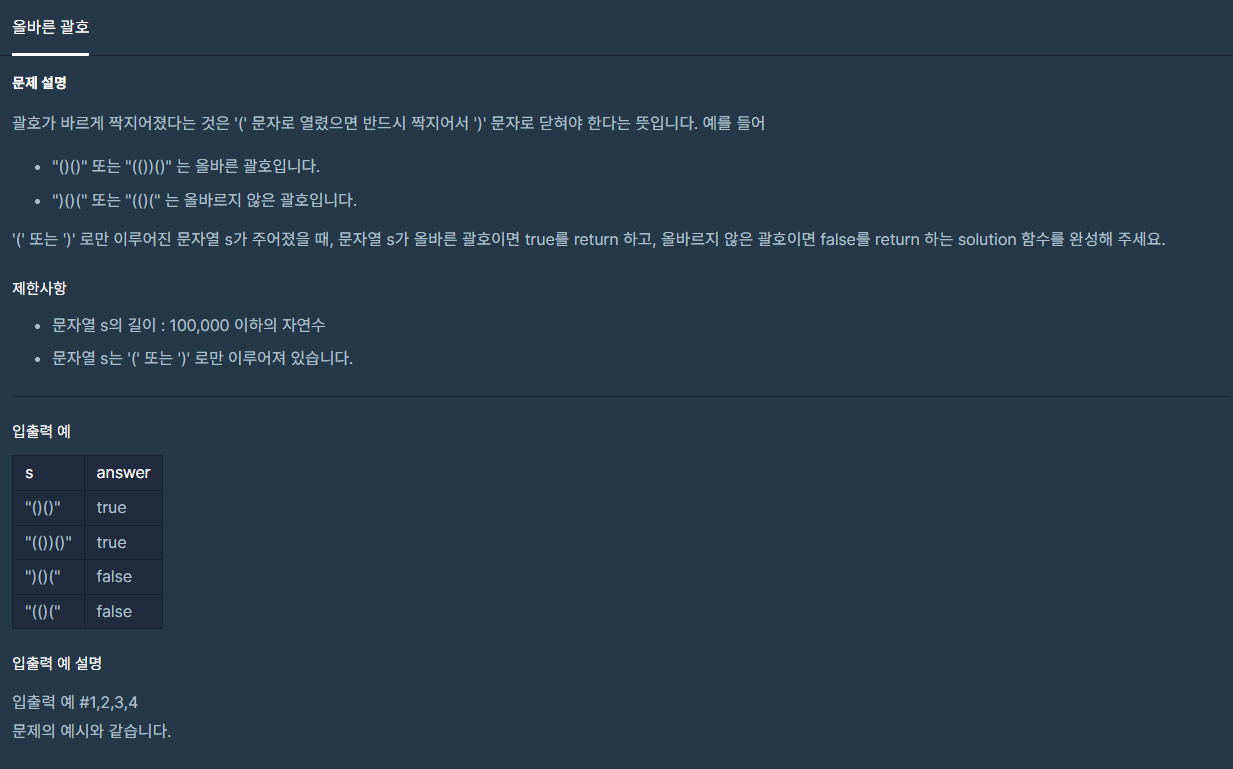 올바른 괄호
문제 설명
괄호가 바르게 짝지어졌다는 것은 '(' 문자로 열렸으면 반드시 짝지어서 ')' 문자로 닫혀야 한다는 뜻입니다. 예를 들어
• "()()" 또는 "(())()" 는 올바른 괄호입니다.
• ")()(" 또는 "(()(" 는 올바르지 않은 괄호입니다.
'(' 또는 ')' 로만 이루어진 문자열 s가 주어졌을 때, 문자열 s가 올바른 괄호이면 true를 return 하고, 올바르지 않은 괄호이면 false를 return 하는 solution 함수를 완성해 주세요.
제한사항
• 문자열 s의 길이 : 100,000 이하의 자연수
• 문자열 s는 '(' 또는 ')' 로만 이루어져 있습니다.
입출력 예
s answer
"()()" true
"(())()" true
")()(" false
"(()(" false
입출력 예 설명
입출력 예 #1,2,3,4
문제의 예시와 같습니다.